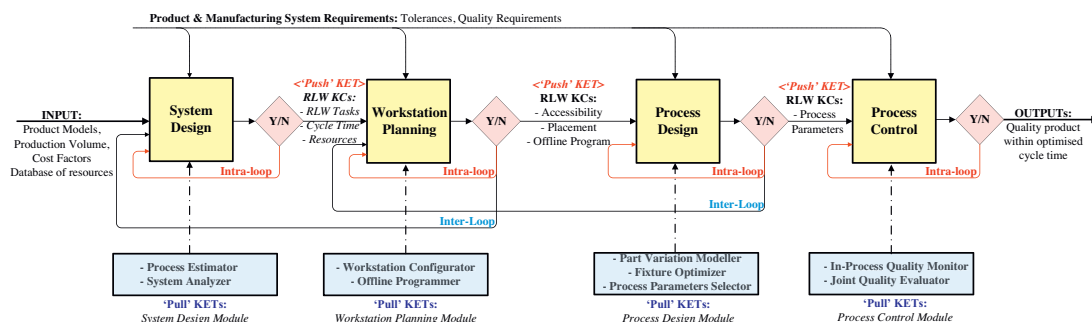 Product & Manufacturing System Requirements: Tolerances, Quality Requirements
INPUT:
Product Models,
Production Volume,
Cost Factors
Database of resources
System
Design
Y/N
Intra-loop
<‘Push’ KET>
RLW KCs:
- RLW Tasks
- Cycle Time
- Resources
Workstation
Planning
Y/N
Intra-loop
Inter-Loop
<‘Push’ KET>
RLW KCs:
- Accessibility
- Placement
- Offline Program
Process
Design
Y/N
Intra-loop
Inter-Loop
<‘Push’ KET>
RLW KCs:
- Process
Parameters
Process
Control
Y/N
Intra-loop
OUTPUTs:
Quality product
within optimised
cycle time
- Process Estimator
- System Analyzer
‘Pull’ KETs:
System Design Module
- Workstation Configurator
- Offline Programmer
‘Pull’ KETs:
Workstation Planning Module
- Part Variation Modeller
- Fixture Optimizer
- Process Parameters Selector
‘Pull’ KETs:
Process Design Module
- In-Process Quality Monitor
- Joint Quality Evaluator
‘Pull’ KETs:
Process Control Module